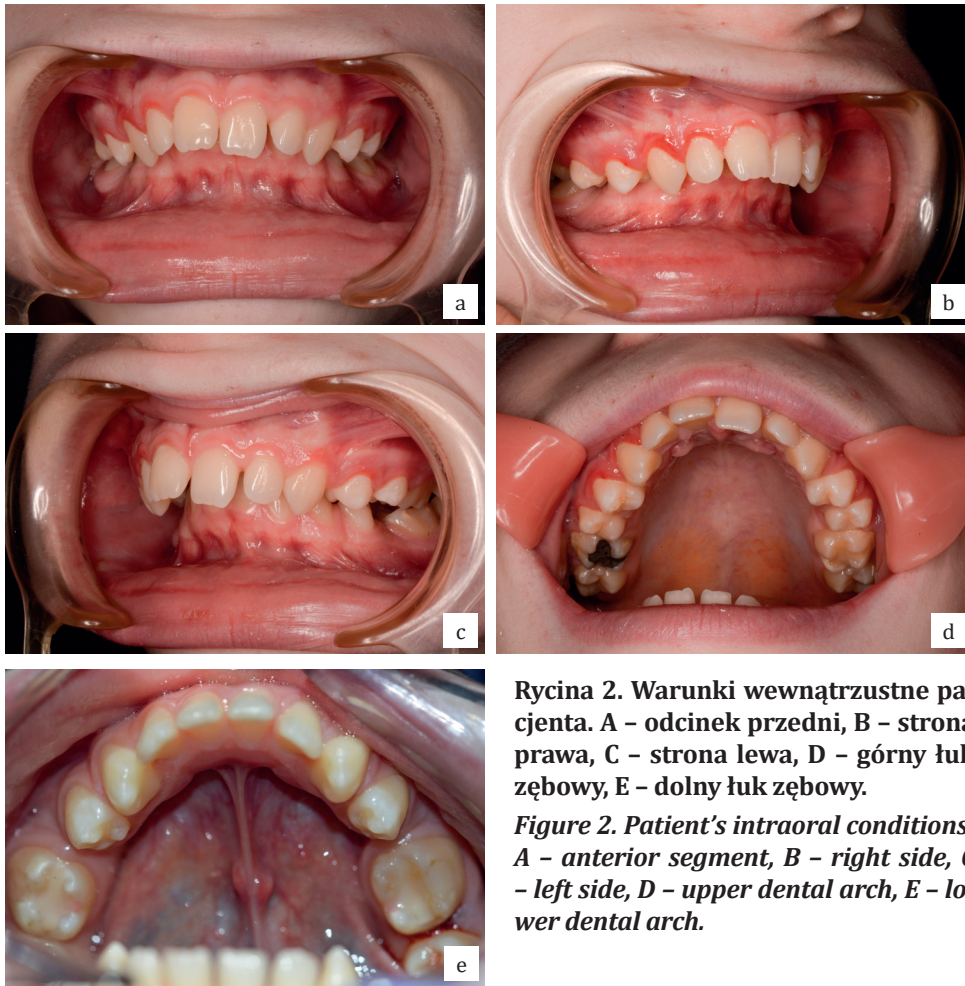 a
b
c
d
e
Rycina 2. Warunki wewnątrzustne pa-
cjenta. A – odcinek przedni, B – strona
prawa, C – strona lewa, D – górny łuk
zębowy, E – dolny łuk zębowy.
Figure 2. Patient's intraoral conditions.
A – anterior segment, B – right side, C
– left side, D – upper dental arch, E – lo-
wer dental arch.